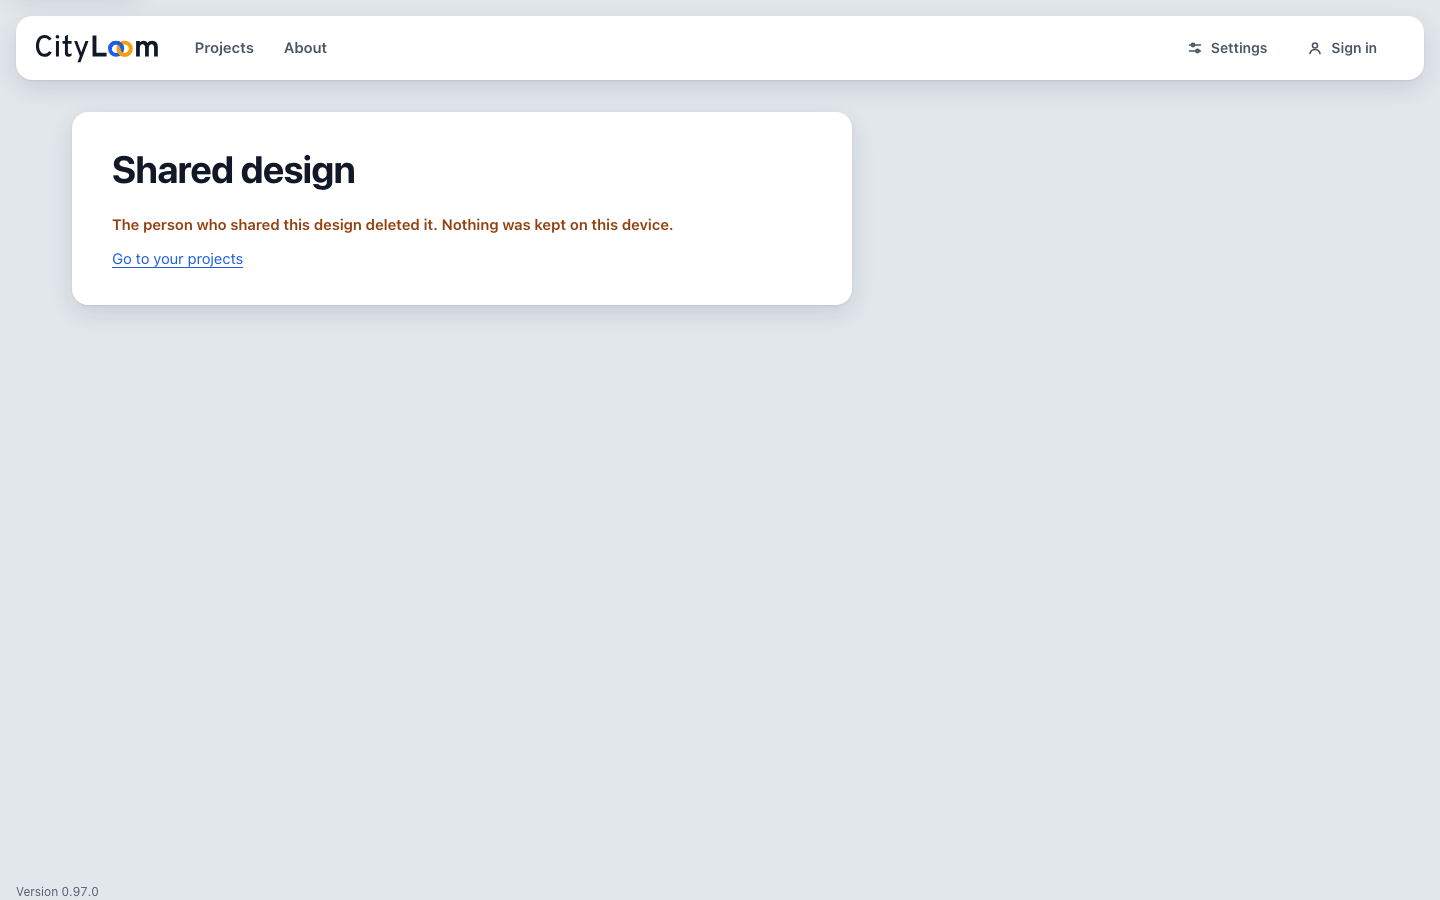 CityLoom
Projects
About
Settings
Sign in
Shared design
The person who shared this design deleted it. Nothing was kept on this device.
Go to your projects
Version 0.97.0